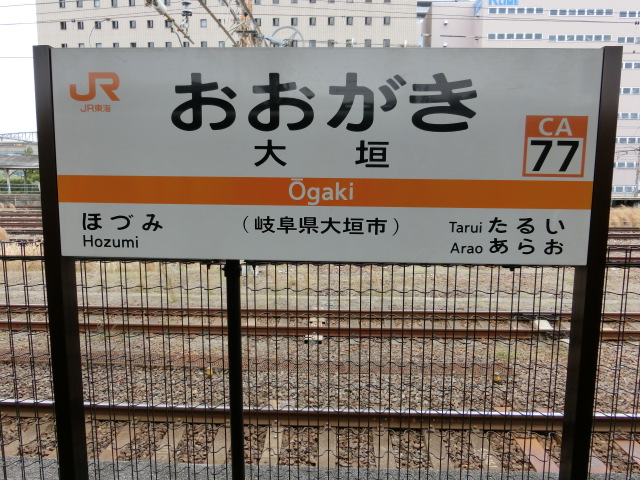 JR
JR東海
おおがき
大垣
CA
77
Ōgaki
ほづみ
Hozumi
(岐阜県大垣市)
Tarui たるい
Arao あらお